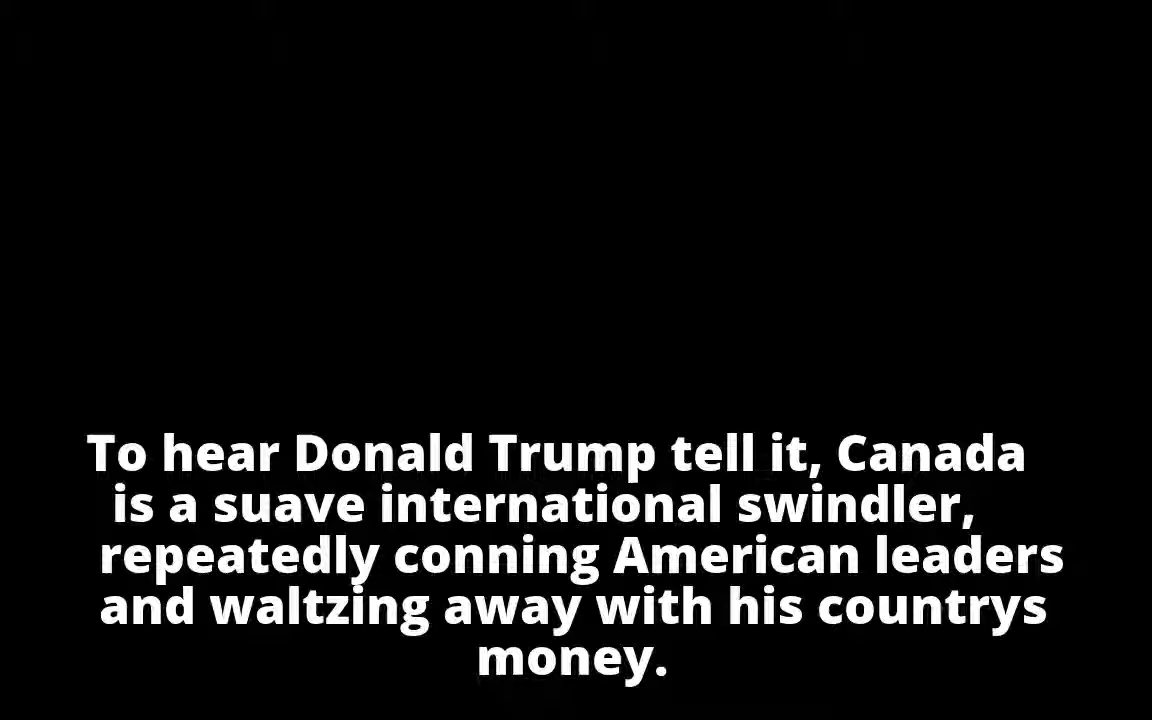 To hear Donald Trump tell it, Canada
is a suave international swindler,
repeatedly conning American leaders
and waltzing away with his countrys
money.